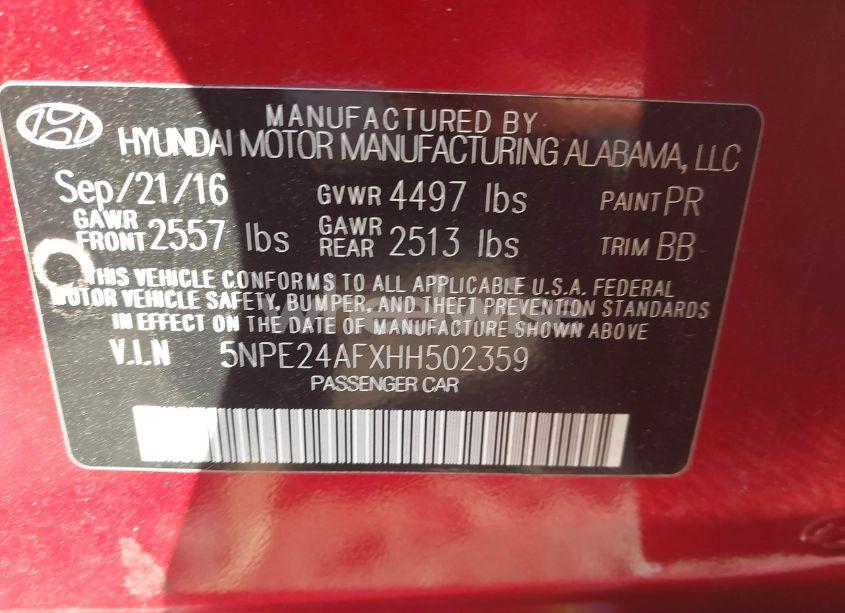 MANUFACTURED BY
HYUNDAI MOTOR MANUFACTURING ALABAMA, LLC
Sep/21/16 GVWR 4497 lbs PAINT PR
GAWR FRONT 2557 lbs GAWR REAR 2513 lbs TRIM BB
THIS VEHICLE CONFORMS TO ALL APPLICABLE U.S.A. FEDERAL
MOTOR VEHICLE SAFETY, BUMPER, AND THEFT PREVENTION STANDARDS
IN EFFECT ON THE DATE OF MANUFACTURE SHOWN ABOVE
V.I.N 5NPE24AFXHH502359
PASSENGER CAR